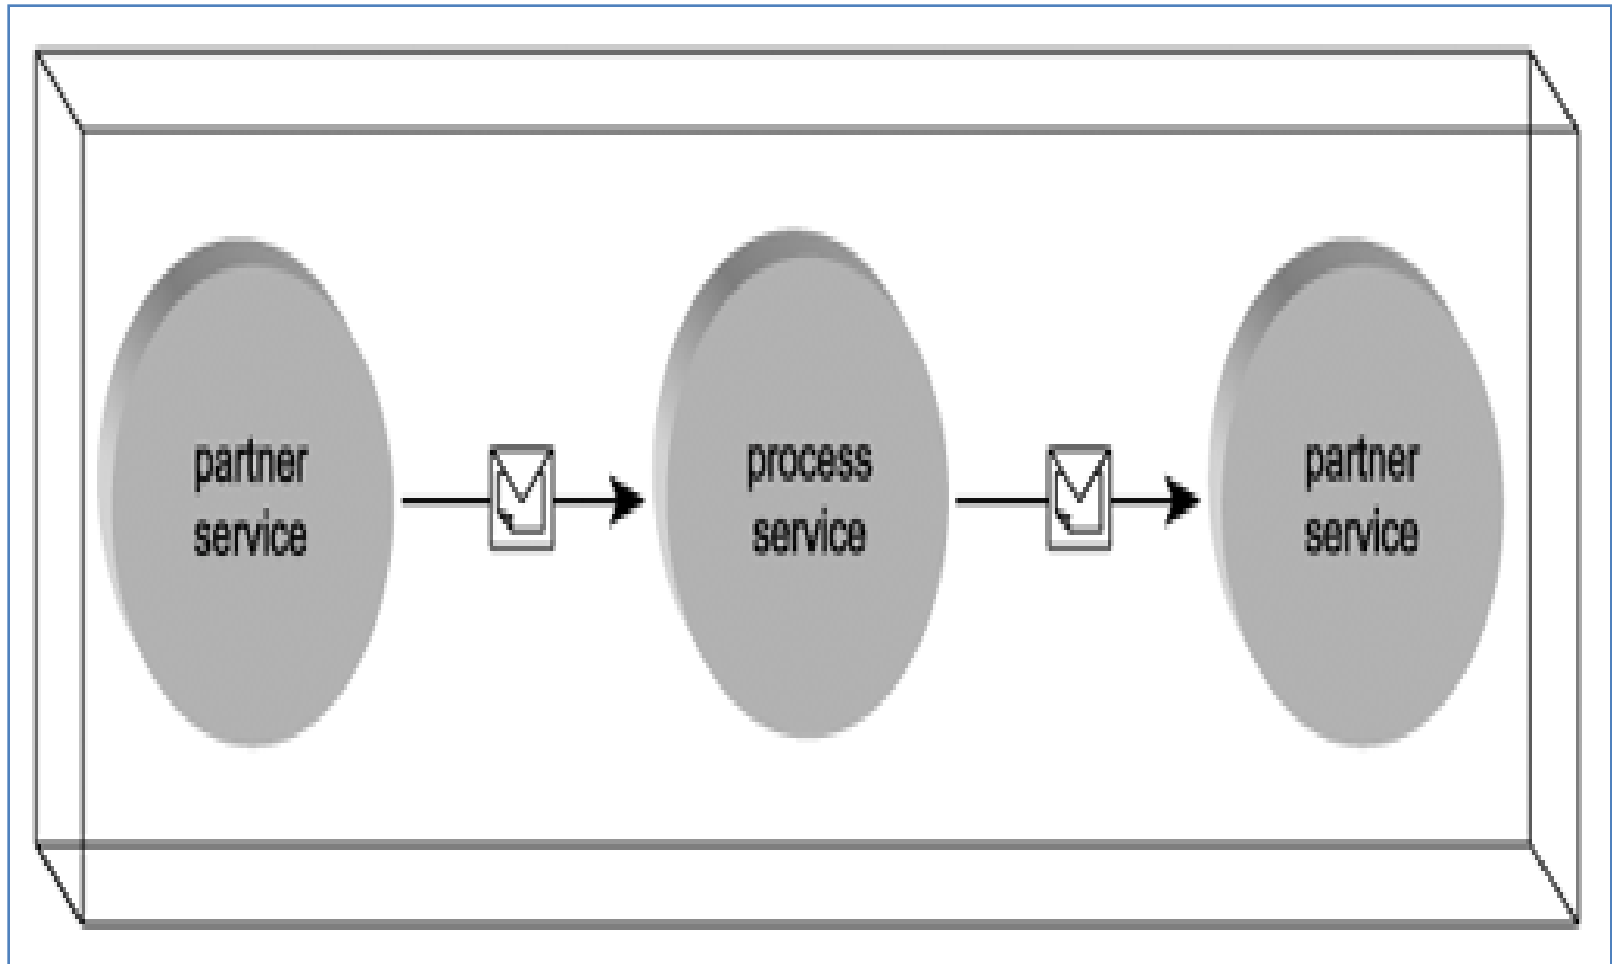 partner
service
process
service
partner
service